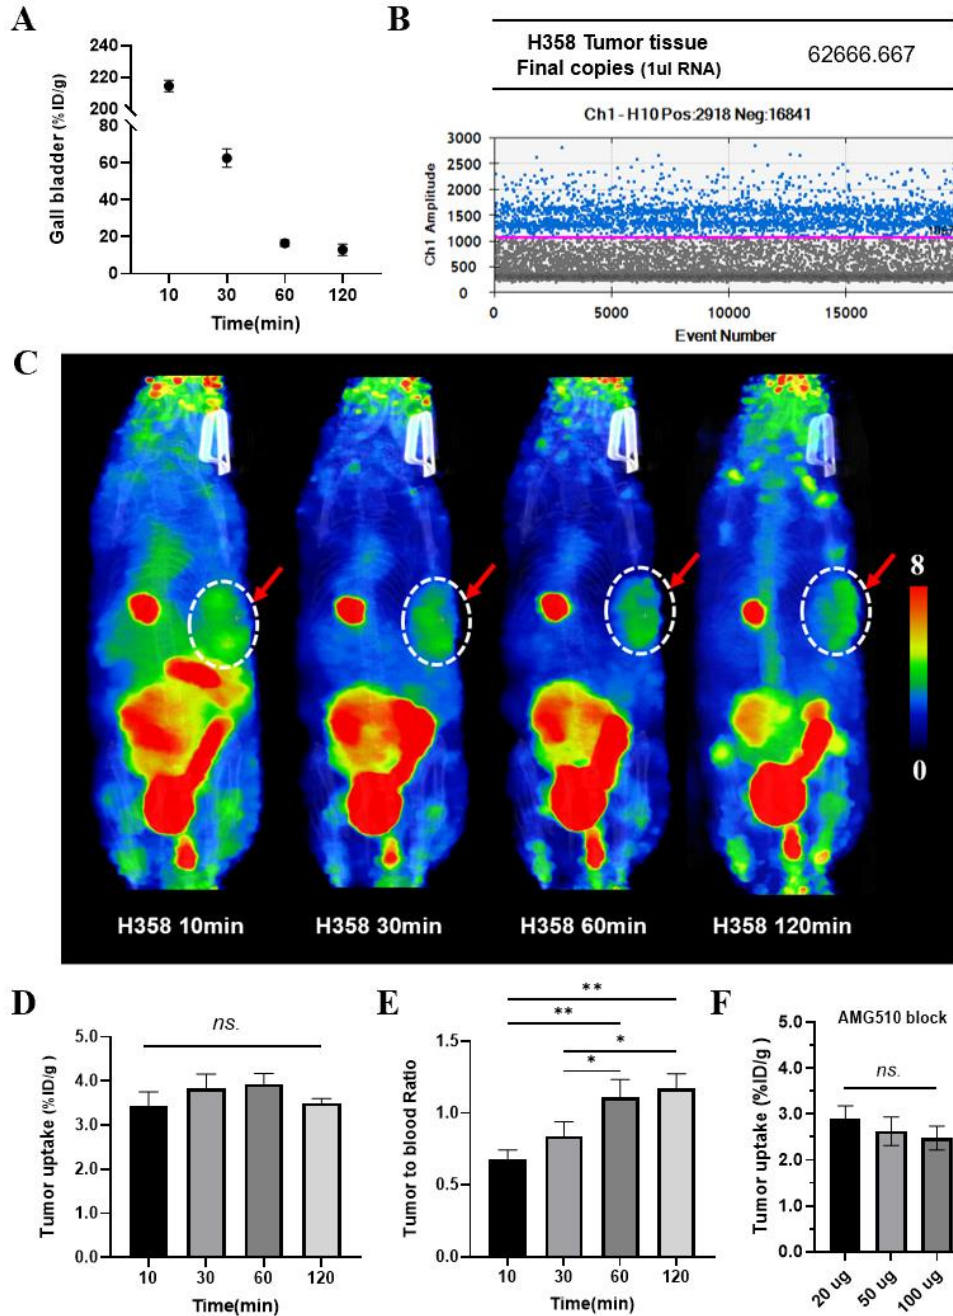 A
240
220
200
80
60
40
20
0
Gall bladder (%ID/g)
10 30 60 120
Time(min)
B
H358 Tumor tissue
Final copies (1ul RNA)
62666.667
Ch1 - H10 Pos:2918 Neg:16841
3000
2500
2000
1500
1000
500
0
Ch1 Amplitude
0 5000 10000 15000
Event Number
C
8
0
H358 10min H358 30min H358 60min H358 120min
D
ns.
5.0
4.0
3.0
2.0
1.0
0.0
Tumor uptake (%ID/g )
10 30 60 120
Time(min)
E
**
**
*
*
1.5
1.0
0.5
0.0
Tumor to blood Ratio
10 30 60 120
Time(min)
F
AMG510 block
ns.
5.0
4.0
3.0
2.0
1.0
0.0
Tumor uptake (%ID/g)
20 ug 50 ug 100 ug